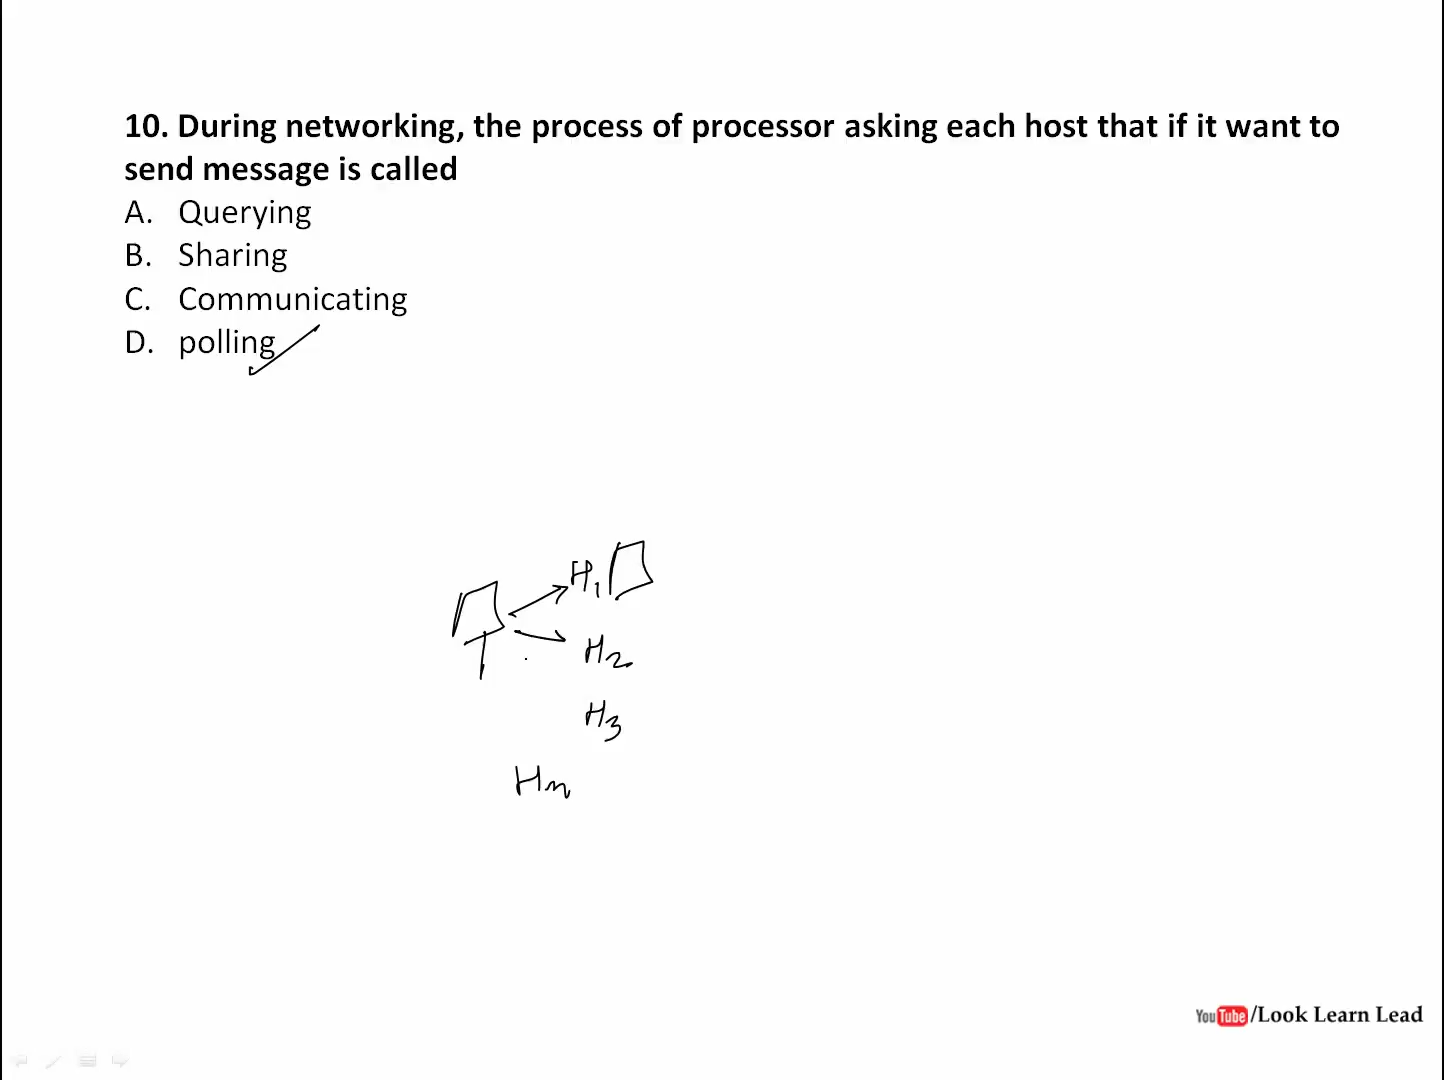 10. During networking, the process of processor asking each host that if it want to
send message is called
A. Querying
B. Sharing
C. Communicating
D. polling
H1
H2
H3
Hn
YouTube/Look Learn Lead